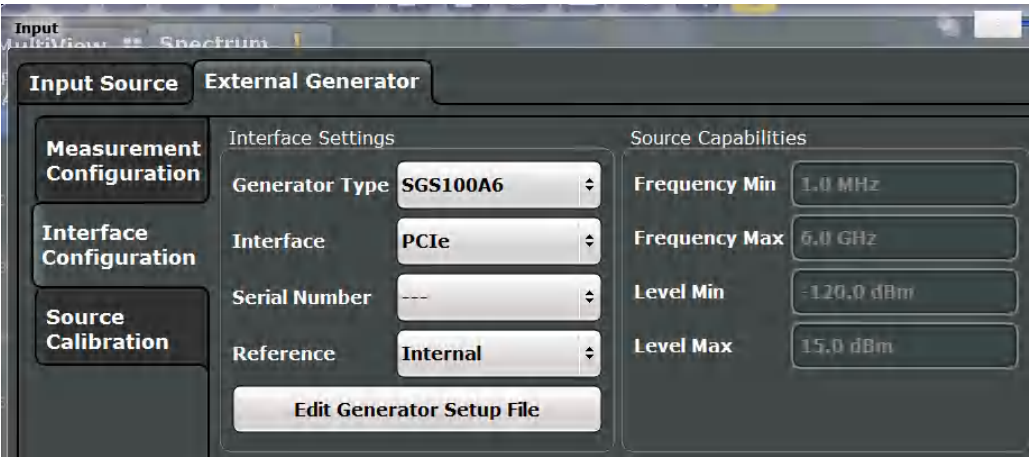 Input
MultiView Spectrum !
Input Source External Generator
Measurement
Configuration
Interface
Configuration
Source
Calibration
Interface Settings
Generator Type SGS100A6
Interface PCIe
Serial Number ---
Reference Internal
Edit Generator Setup File
Source Capabilities
Frequency Min 1.0 MHz
Frequency Max 6.0 GHz
Level Min -120.0 dBm
Level Max 15.0 dBm